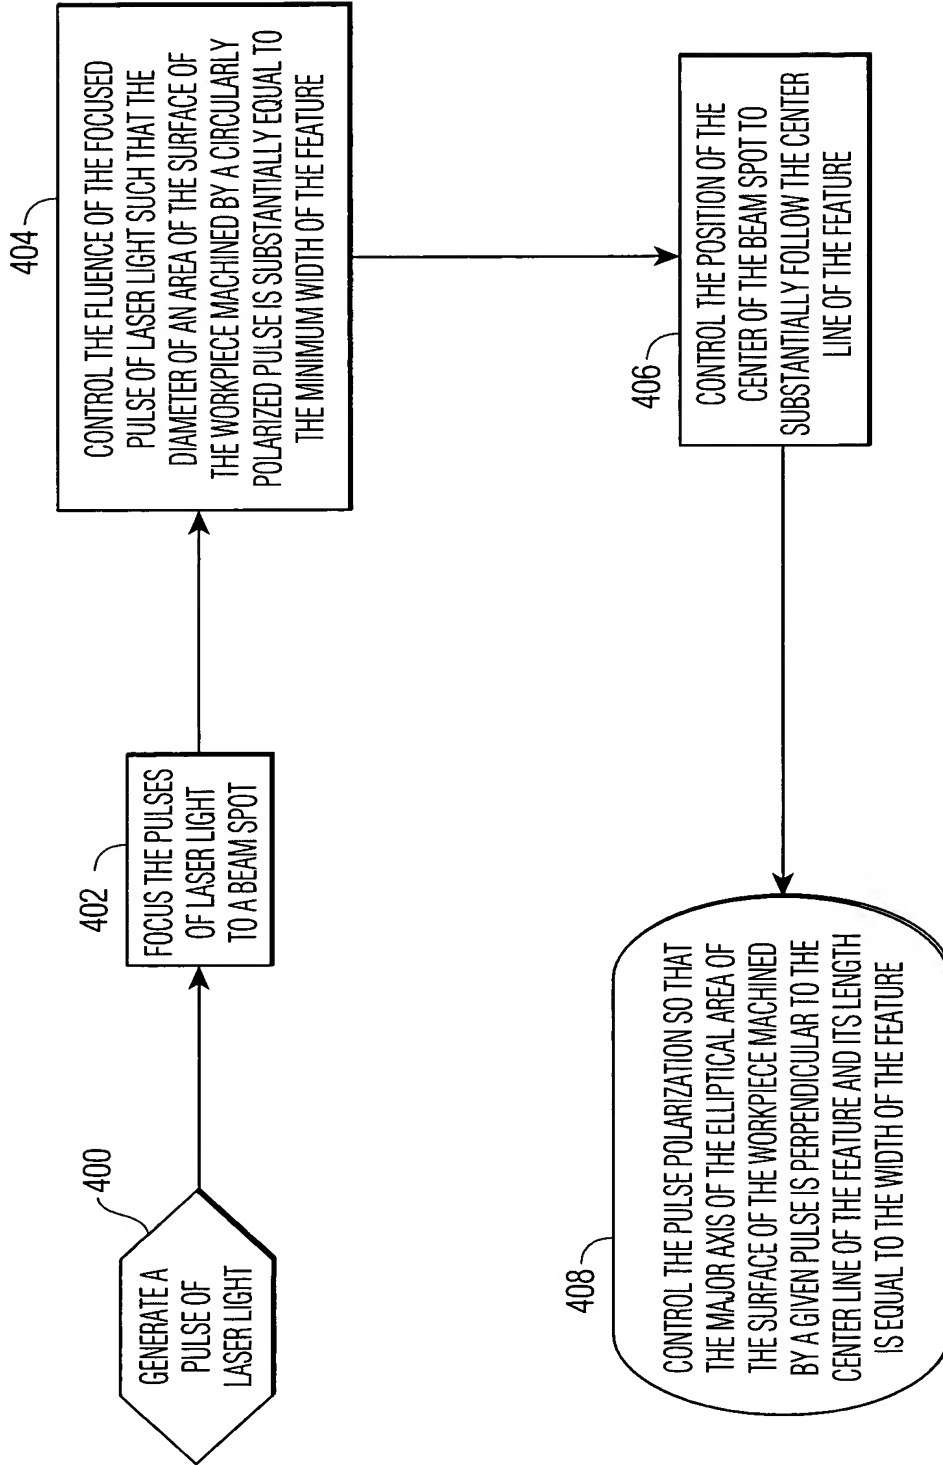 400
GENERATE A
PULSE OF
LASER LIGHT
402
FOCUS THE PULSES
OF LASER LIGHT
TO A BEAM SPOT
404
CONTROL THE FLUENCE OF THE FOCUSED
PULSE OF LASER LIGHT SUCH THAT THE
DIAMETER OF AN AREA OF THE SURFACE OF
THE WORKPIECE MACHINED BY A CIRCULARLY
POLARIZED PULSE IS SUBSTANTIALLY EQUAL TO
THE MINIMUM WIDTH OF THE FEATURE
406
CONTROL THE POSITION OF THE
CENTER OF THE BEAM SPOT TO
SUBSTANTIALLY FOLLOW THE CENTER
LINE OF THE FEATURE
408
CONTROL THE PULSE POLARIZATION SO THAT
THE MAJOR AXIS OF THE ELLIPTICAL AREA OF
THE SURFACE OF THE WORKPIECE MACHINED
BY A GIVEN PULSE IS PERPENDICULAR TO THE
CENTER LINE OF THE FEATURE AND ITS LENGTH
IS EQUAL TO THE WIDTH OF THE FEATURE